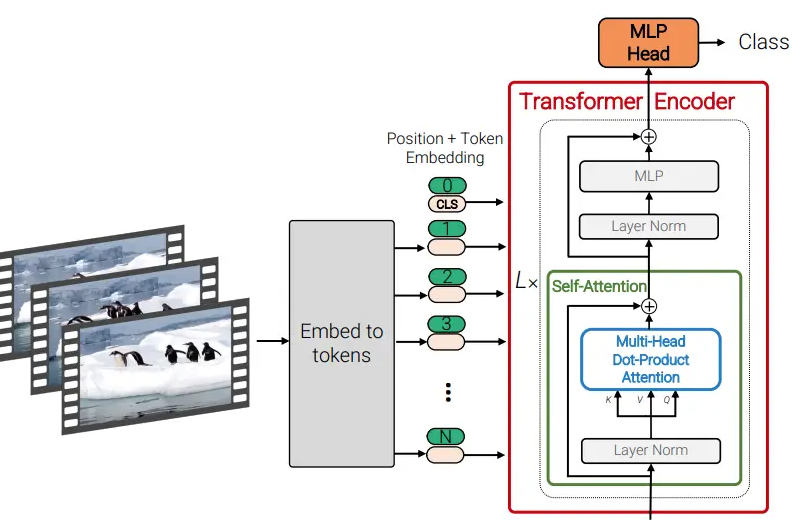 MLP
Head
Class
Transformer Encoder
Position + Token
Embedding
0
CLS
1
2
3
N
Embed to
tokens
L×
MLP
Layer Norm
Self-Attention
Multi-Head
Dot-Product
Attention
K V Q
Layer Norm